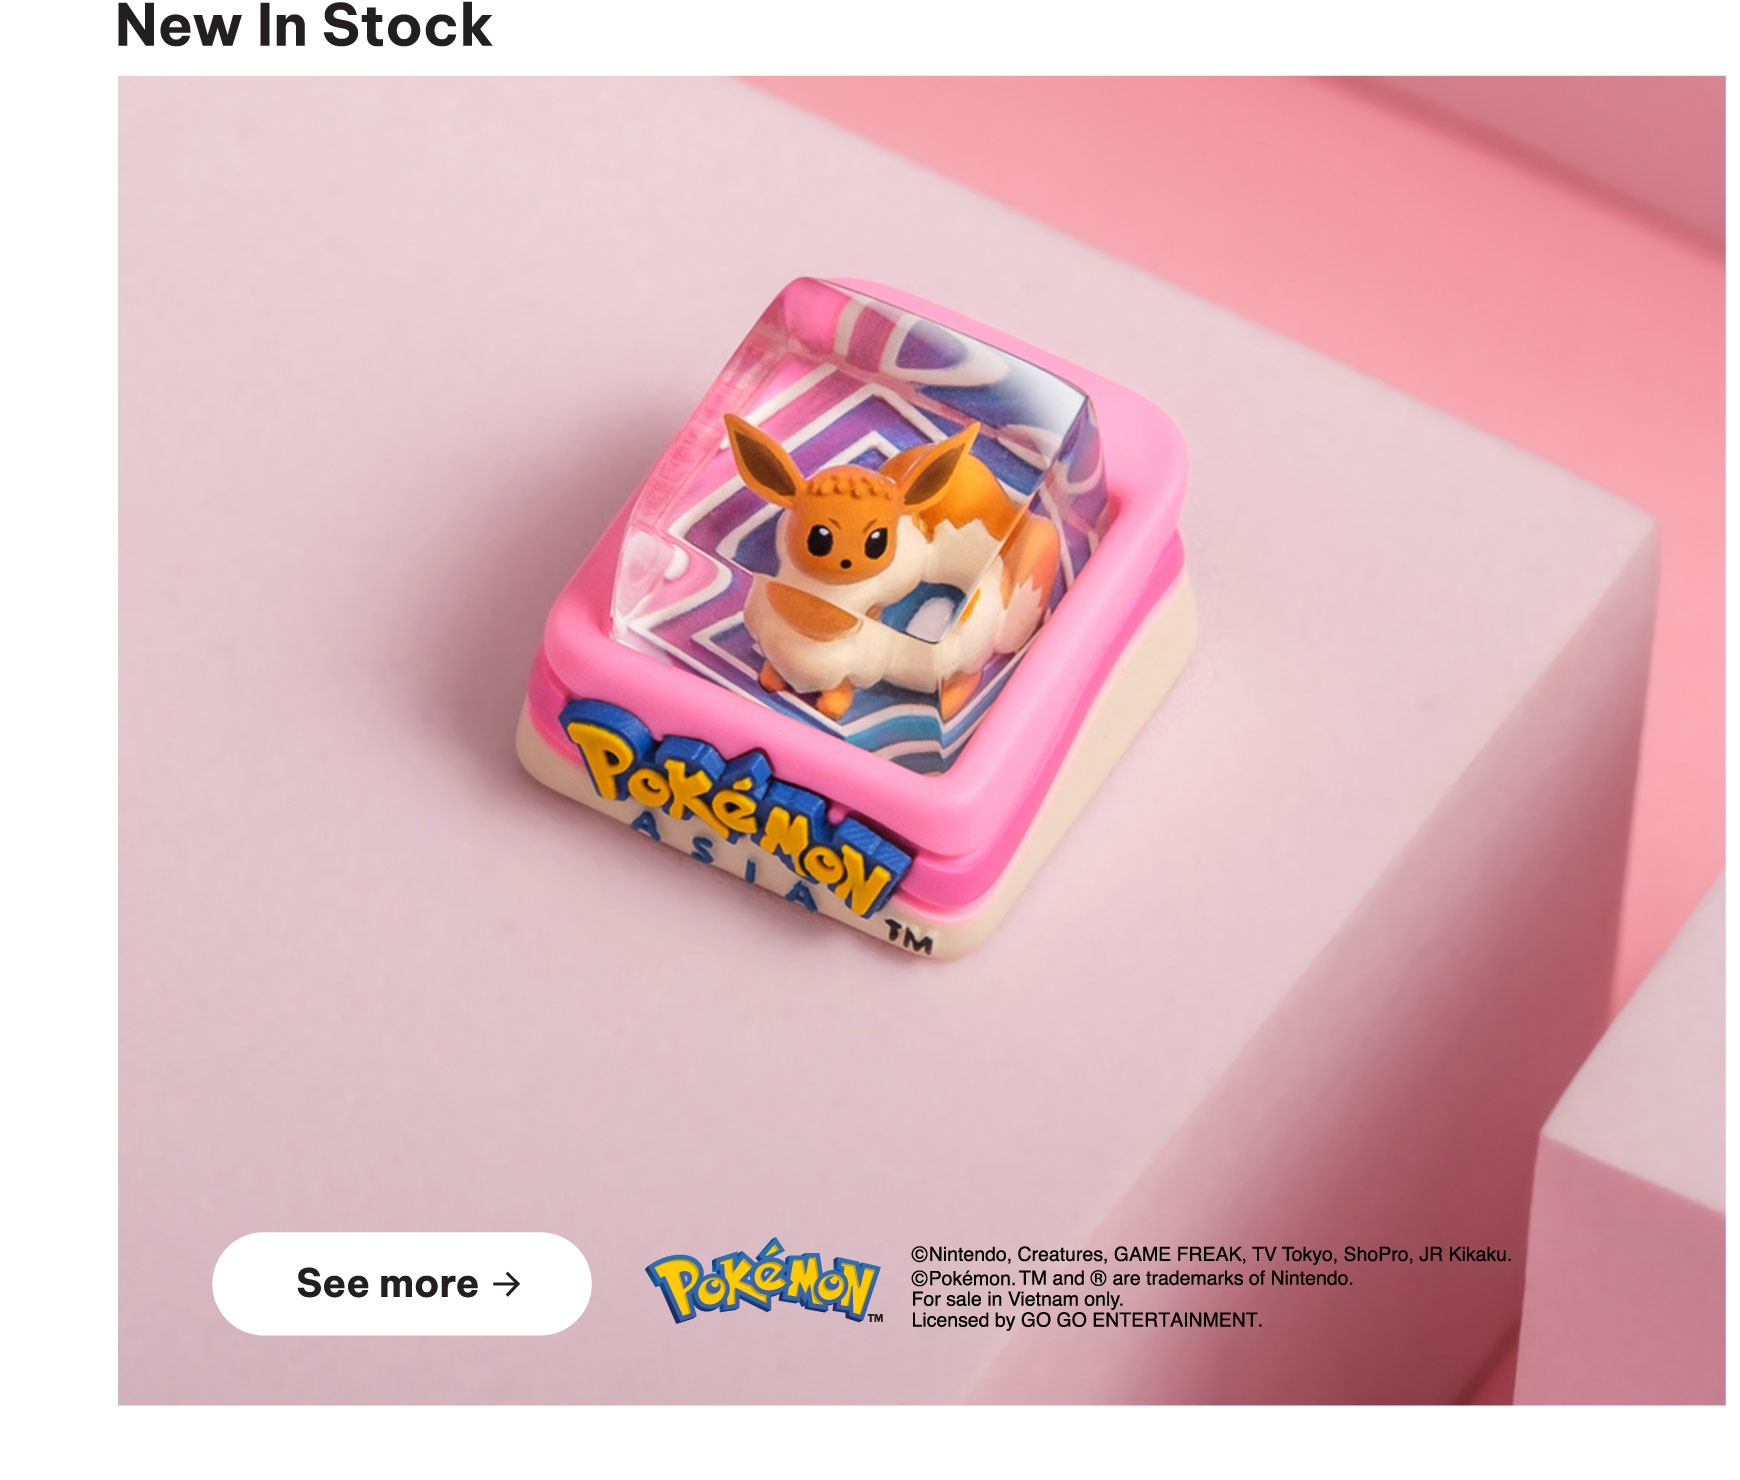 New In Stock
Pokémon
ASIA
TM
See more →
Pokémon
TM
©Nintendo, Creatures, GAME FREAK, TV Tokyo, ShoPro, JR Kikaku.
©Pokémon. TM and ® are trademarks of Nintendo.
For sale in Vietnam only.
Licensed by GO GO ENTERTAINMENT.